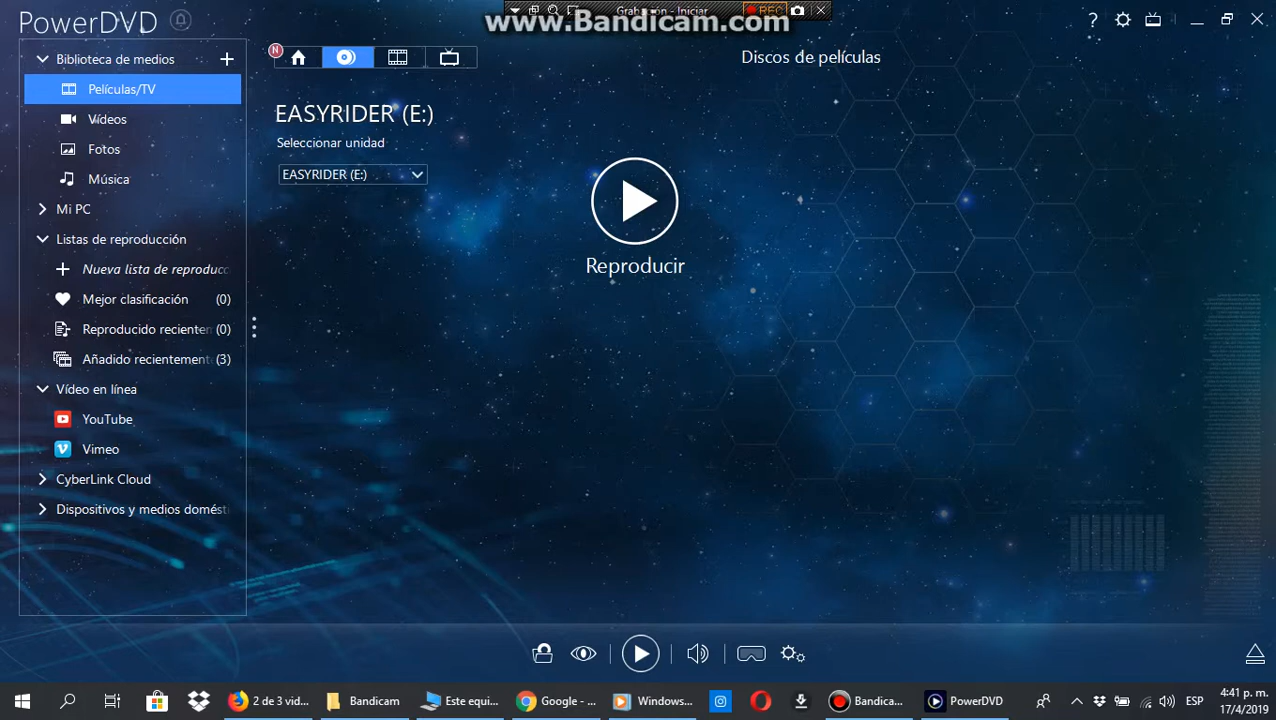 PowerDVD
www.Bandicam.com
REC
Biblioteca de medios
Películas/TV
Vídeos
Fotos
Música
Mi PC
Listas de reproducción
Nueva lista de reproducc
Mejor clasificación (0)
Reproducido recienten (0)
Añadido recientement (3)
Vídeo en línea
YouTube
Vimeo
CyberLink Cloud
Dispositivos y medios domésti
N
Discos de películas
EASYRIDER (E:)
Seleccionar unidad
EASYRIDER (E:)
Reproducir
2 de 3 vid...
Bandicam
Este equi...
Google - ...
Windows...
Bandica...
PowerDVD
ESP
4:41 p. m.
17/4/2019